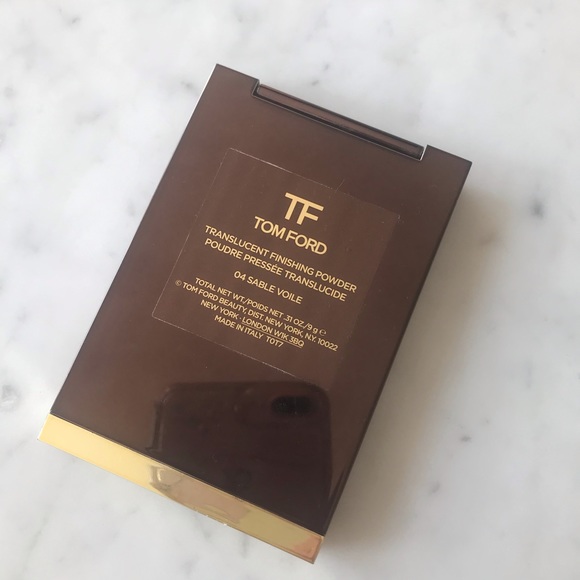 TF
TOM FORD
TRANSLUCENT FINISHING POWDER
POUDRE PRESSÉE TRANSLUCIDE
04 SABLE VOILE
TOTAL NET WT./POIDS NET .31 OZ./9 g ℮
© TOM FORD BEAUTY, DIST. NEW YORK, N.Y. 10022
NEW YORK · LONDON W1K 3BQ
MADE IN ITALY T0T7